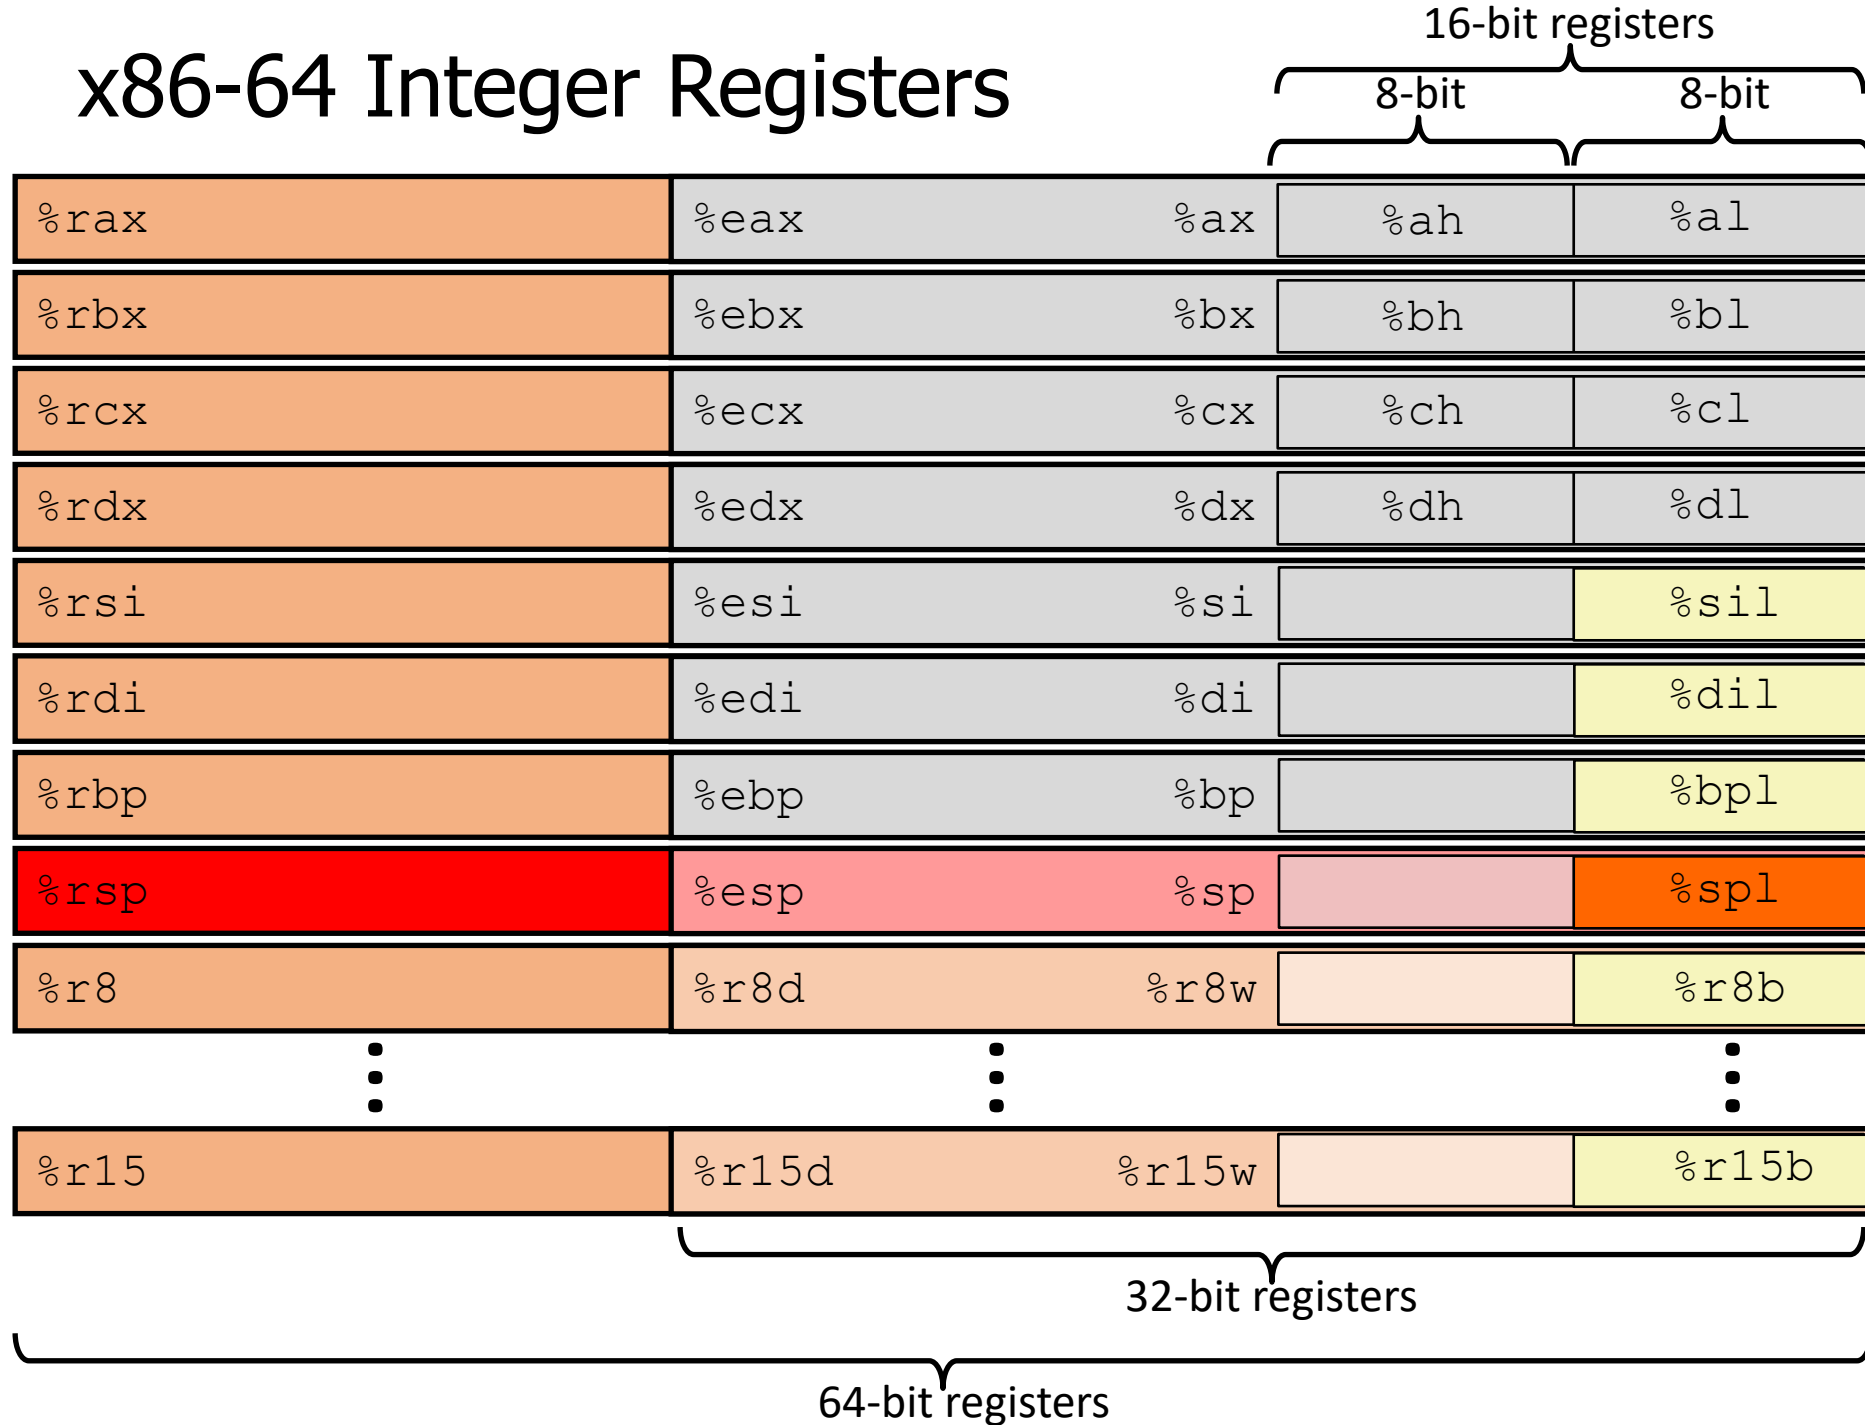 16-bit registers
x86-64 Integer Registers
8-bit 8-bit
%rax %eax %ax %ah %al
%rbx %ebx %bx %bh %bl
%rcx %ecx %cx %ch %cl
%rdx %edx %dx %dh %dl
%rsi %esi %si %sil
%rdi %edi %di %dil
%rbp %ebp %bp %bpl
%rsp %esp %sp %spl
%r8 %r8d %r8w %r8b
%r15 %r15d %r15w %r15b
32-bit registers
64-bit registers